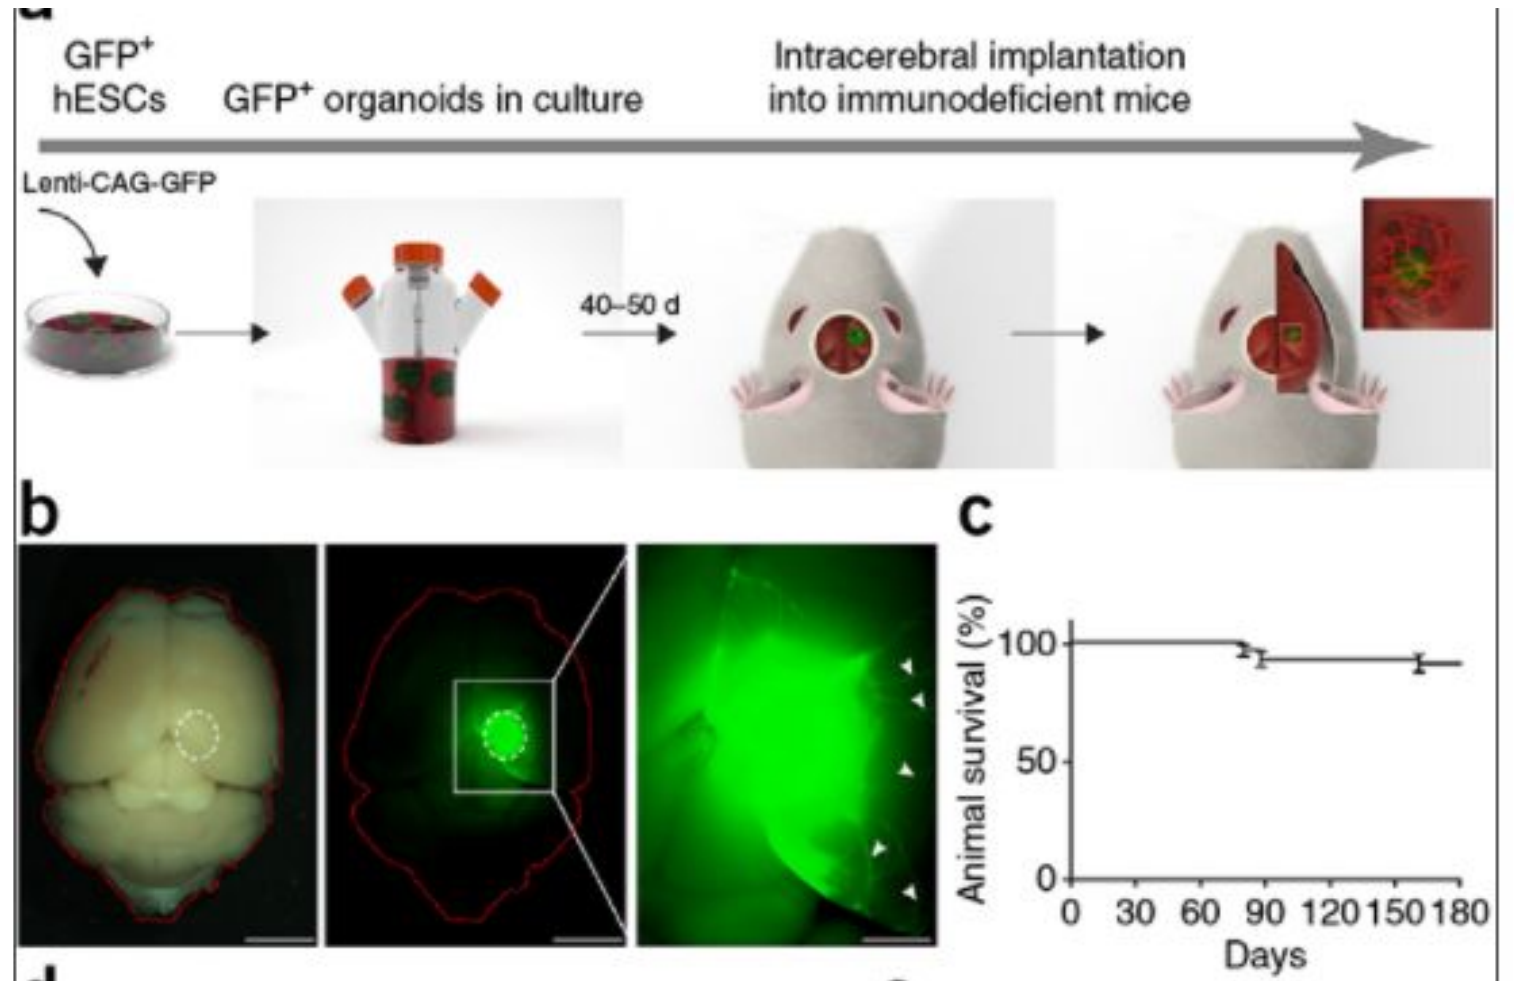 a
GFP⁺
hESCs
GFP⁺ organoids in culture
Intracerebral implantation
into immunodeficient mice
Lenti-CAG-GFP
40–50 d
b
c
Animal survival (%)
100
50
0
0 30 60 90 120 150 180
Days
d